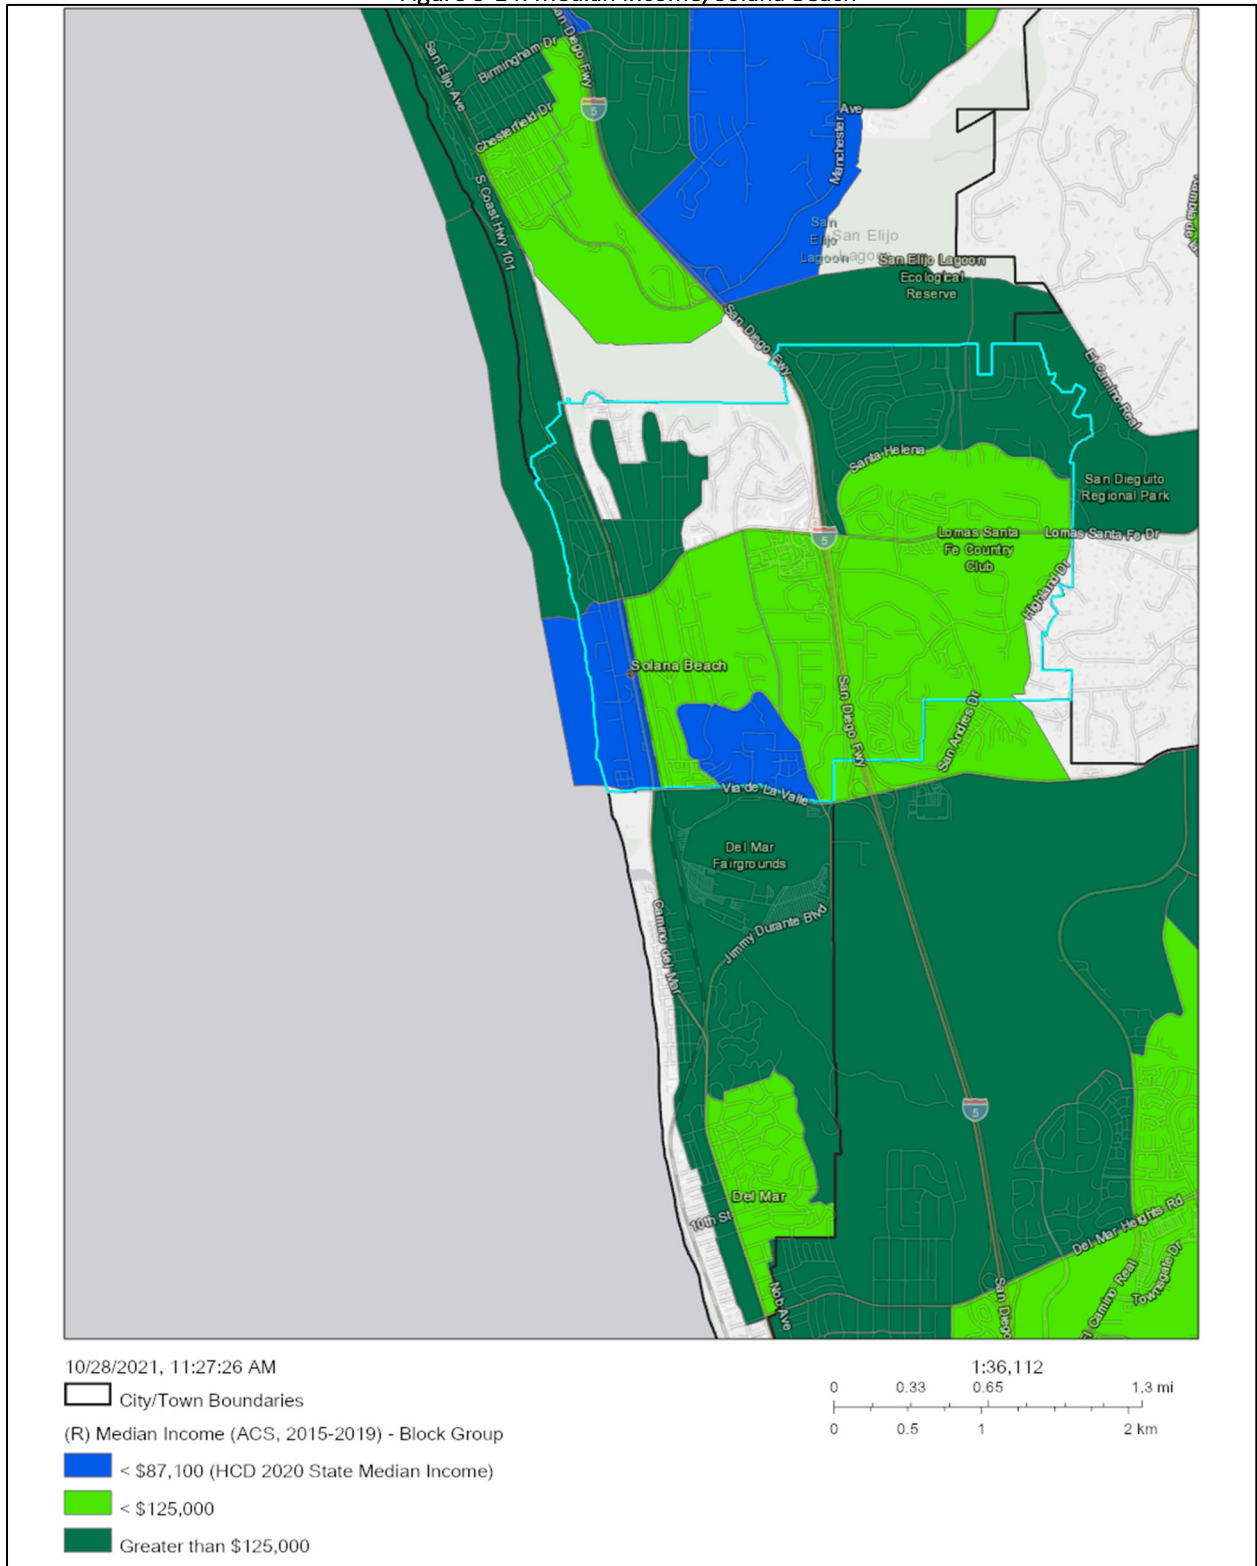 San Diego Fwy
Birmingham Dr
San Elijo Ave
5
Ave
Chesterfield Dr
Manchester
S Coast Hwy 101
San
Elijo
Lagoon
San Elijo
Lagoon
San Elijo Lagoon
Ecological
Reserve
San Diego Fwy
El Camino Real
Santa Helena
San Dieguito
Regional Park
5
Lomas Santa
Fe Country
Club
Lomas Santa Fe Dr
Highland Dr
Solana Beach
San Diego Fwy
San Andres Dr
Via de La Valle
Del Mar
Fairgrounds
Camino del Mar
Jimmy Durante Blvd
5
Del Mar
10th St
Del Mar Heights Rd
Nob Ave
San Diego
El Camino Real
Townsgate Dr
10/28/2021, 11:27:26 AM
1:36,112
City/Town Boundaries
0 0.33 0.65 1.3 mi
0 0.5 1 2 km
(R) Median Income (ACS, 2015-2019) - Block Group
< $87,100 (HCD 2020 State Median Income)
< $125,000
Greater than $125,000